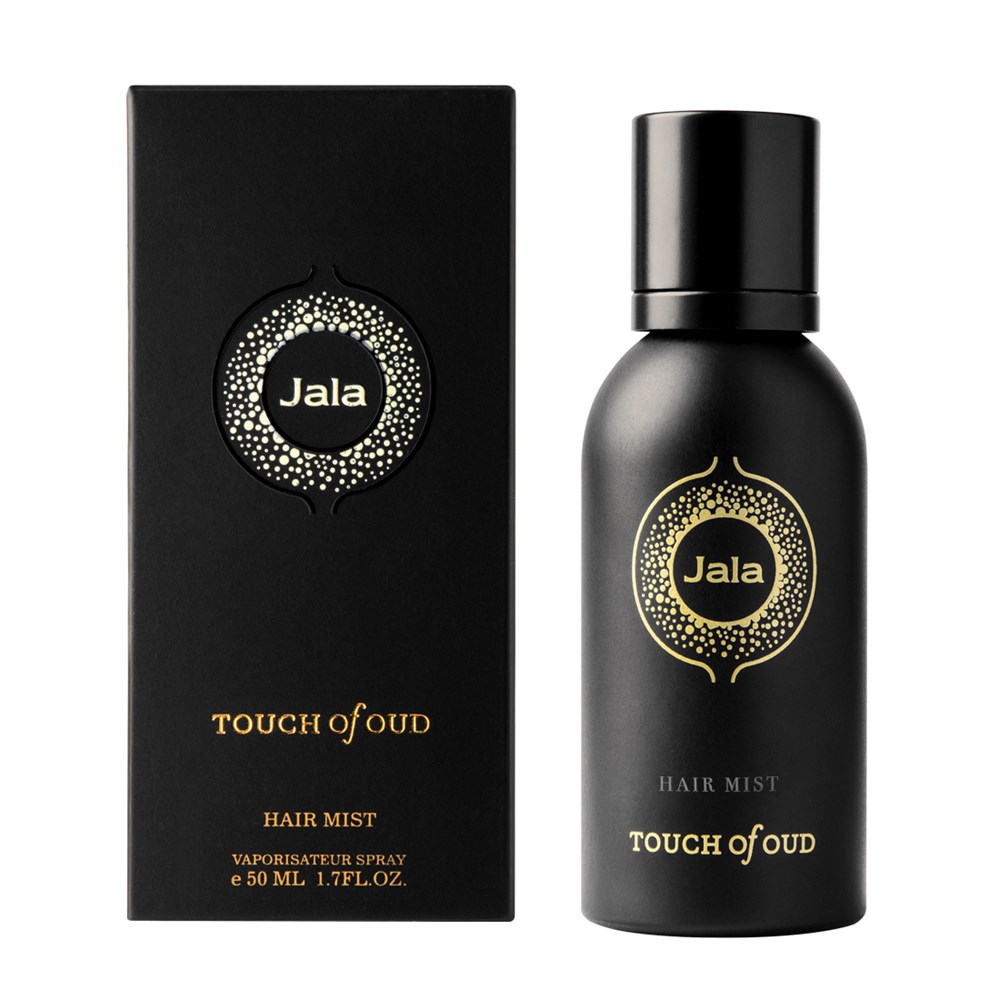 Jala
TOUCH of OUD
HAIR MIST
VAPORISATEUR SPRAY
e 50 ML 1.7FL.OZ.
Jala
HAIR MIST
TOUCH of OUD